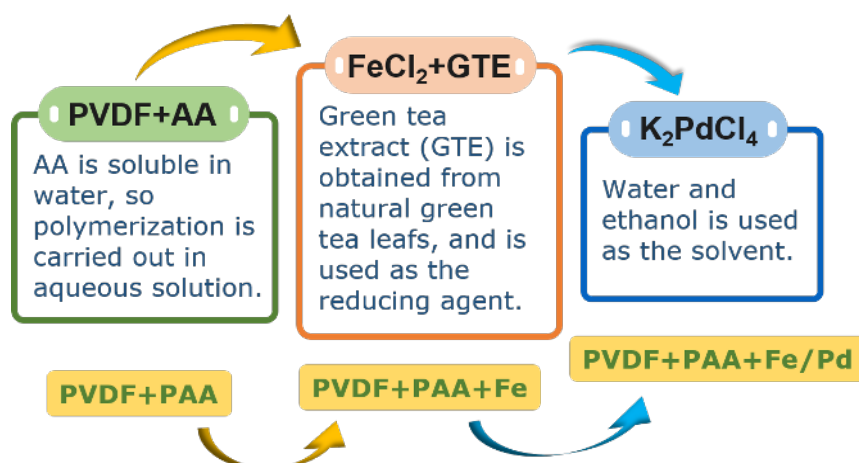 PVDF+AA
AA is soluble in
water, so
polymerization is
carried out in
aqueous solution.
FeCl₂+GTE
Green tea
extract (GTE) is
obtained from
natural green
tea leafs, and is
used as the
reducing agent.
K₂PdCl₄
Water and
ethanol is used
as the solvent.
PVDF+PAA
PVDF+PAA+Fe
PVDF+PAA+Fe/Pd